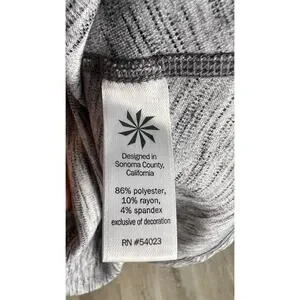 Designed in
Sonoma County,
California
86% polyester,
10% rayon,
4% spandex
exclusive of decoration
RN #54023